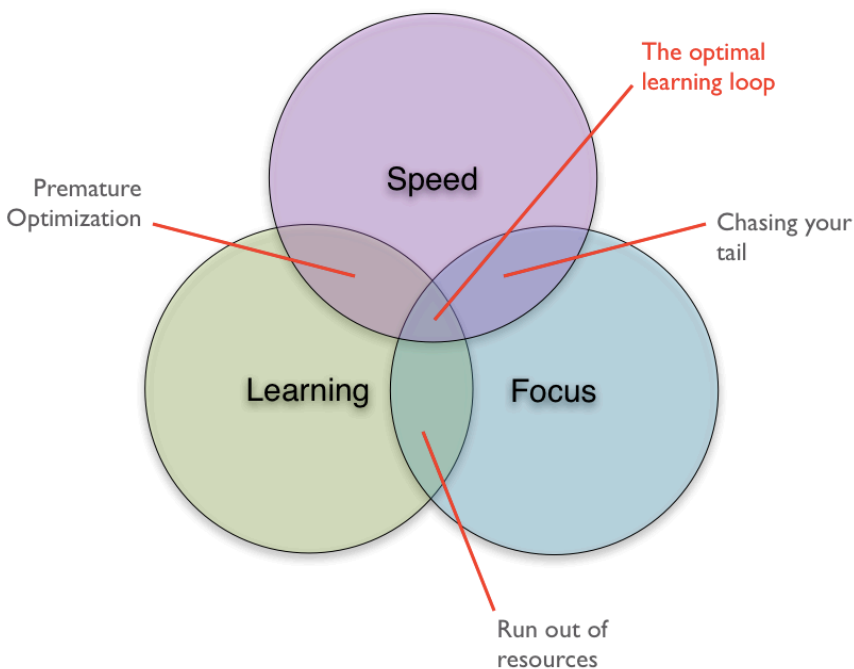 The optimal
learning loop
Speed
Premature
Optimization
Chasing your
tail
Learning
Focus
Run out of
resources